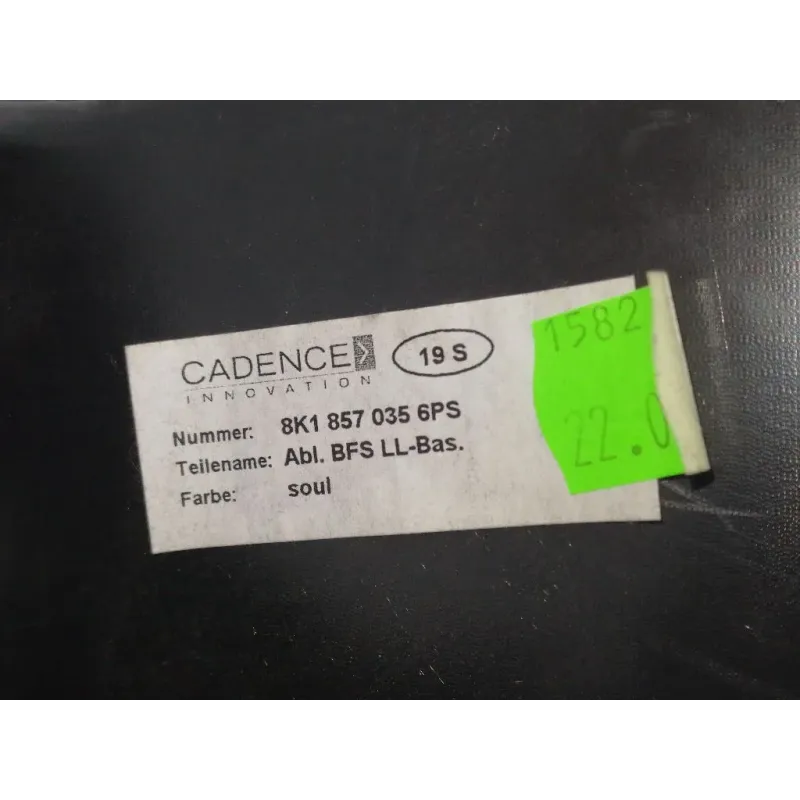 CADENCE
INNOVATION
19 S
Nummer: 8K1 857 035 6PS
Teilename: Abl. BFS LL-Bas.
Farbe: soul
1582
22.0